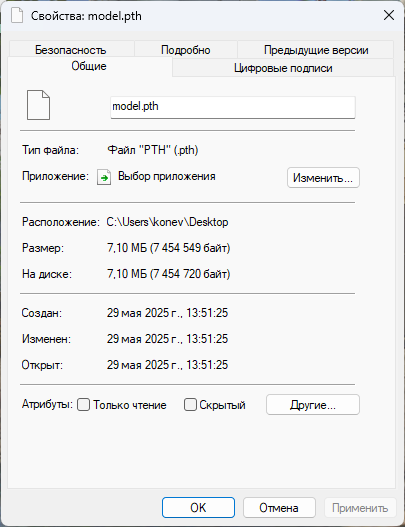 Свойства: model.pth
Безопасность Подробно Предыдущие версии
Общие Цифровые подписи
model.pth
Тип файла: Файл "PTH" (.pth)
Приложение: Выбор приложения Изменить...
Расположение: C:\Users\konev\Desktop
Размер: 7,10 МБ (7 454 549 байт)
На диске: 7,10 МБ (7 454 720 байт)
Создан: 29 мая 2025 г., 13:51:25
Изменен: 29 мая 2025 г., 13:51:25
Открыт: 29 мая 2025 г., 13:51:25
Атрибуты: Только чтение Скрытый Другие...
OK Отмена Применить